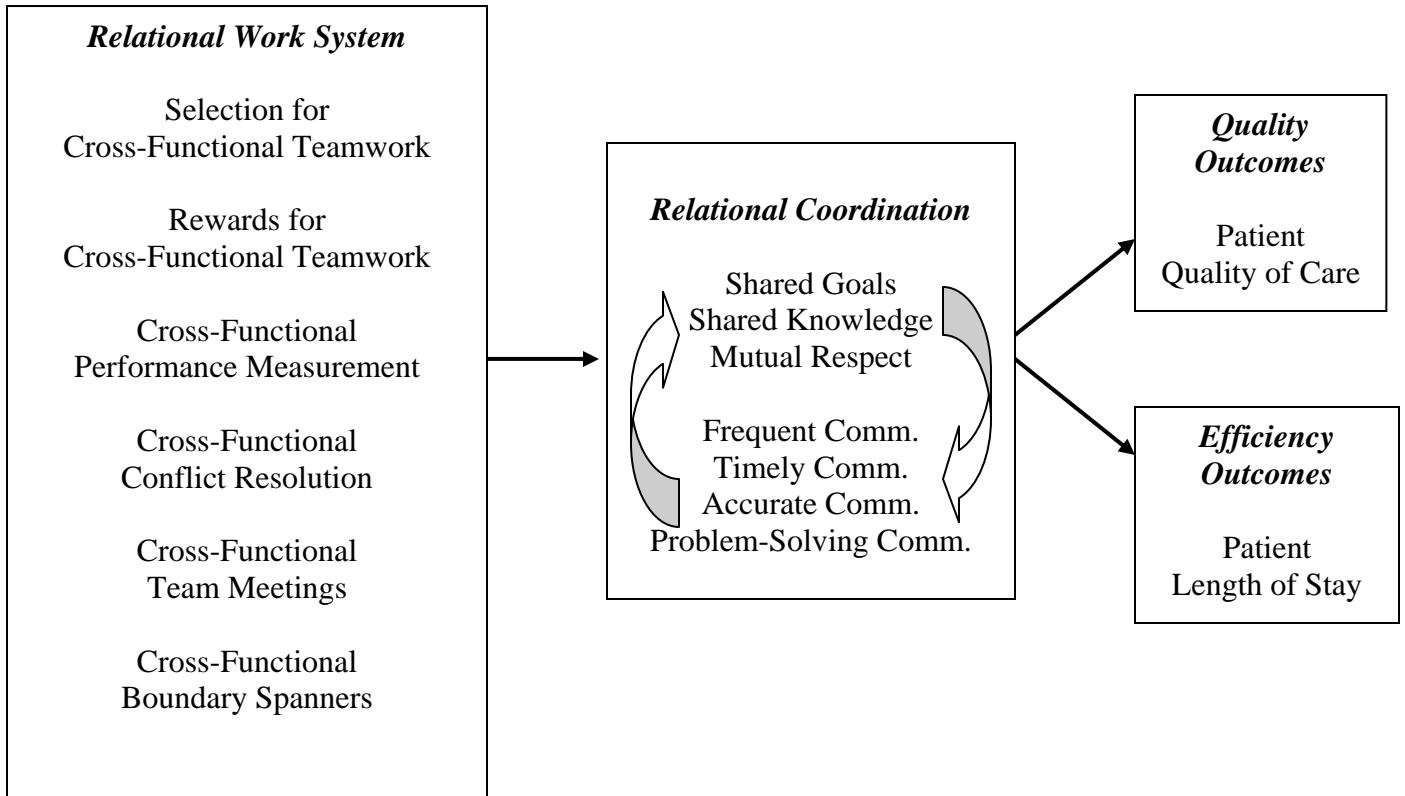 Relational Work System
Selection for
Cross-Functional Teamwork
Rewards for
Cross-Functional Teamwork
Cross-Functional
Performance Measurement
Cross-Functional
Conflict Resolution
Cross-Functional
Team Meetings
Cross-Functional
Boundary Spanners
Relational Coordination
Shared Goals
Shared Knowledge
Mutual Respect
Frequent Comm.
Timely Comm.
Accurate Comm.
Problem-Solving Comm.
Quality
Outcomes
Patient
Quality of Care
Efficiency
Outcomes
Patient
Length of Stay